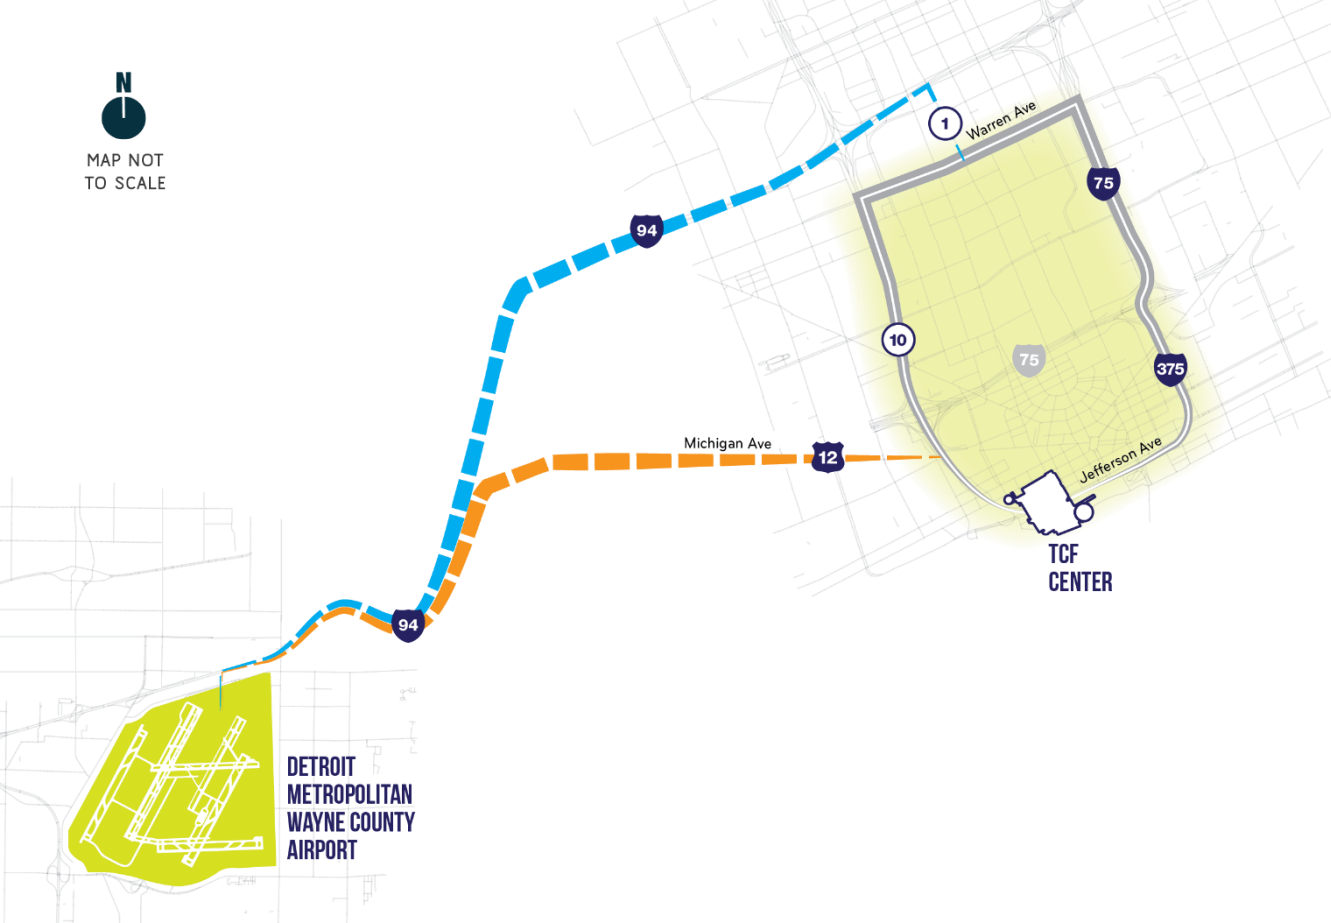 N
MAP NOT
TO SCALE
1
Warren Ave
75
94
10
75
375
Michigan Ave
12
Jefferson Ave
TCF
CENTER
94
DETROIT
METROPOLITAN
WAYNE COUNTY
AIRPORT